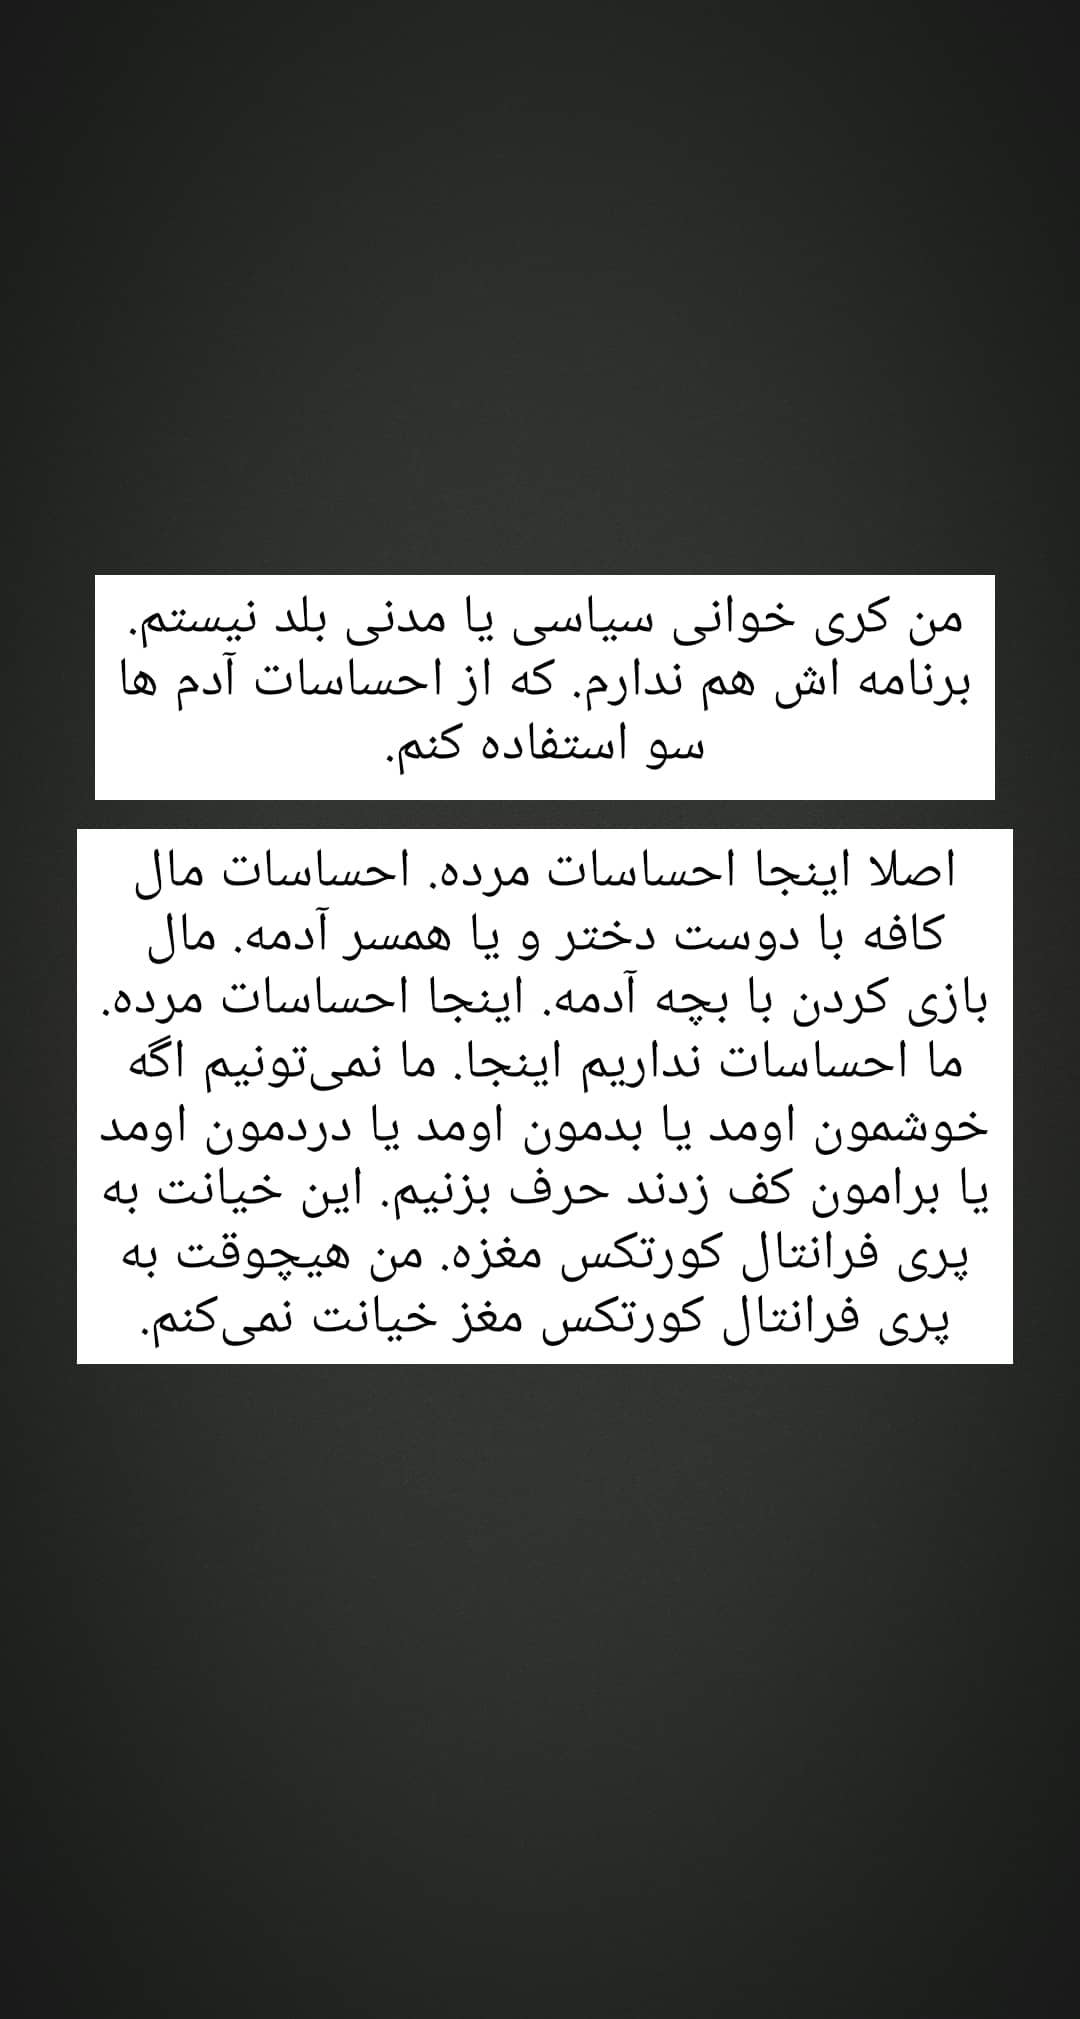 من کری خوانی سیاسی یا مدنی بلد نیستم.
برنامه اش هم ندارم. که از احساسات آدم ها
سو استفاده کنم.
اصلا اینجا احساسات مرده. احساسات مال
کافه با دوست دختر و یا همسر آدمه. مال
بازی کردن با بچه آدمه. اینجا احساسات مرده.
ما احساسات نداریم اینجا. ما نمی‌تونیم اگه
خوشمون اومد یا بدمون اومد یا دردمون اومد
یا برامون کف زدند حرف بزنیم. این خیانت به
پری فرانتال کورتکس مغزه. من هیچوقت به
پری فرانتال کورتکس مغز خیانت نمی‌کنم.